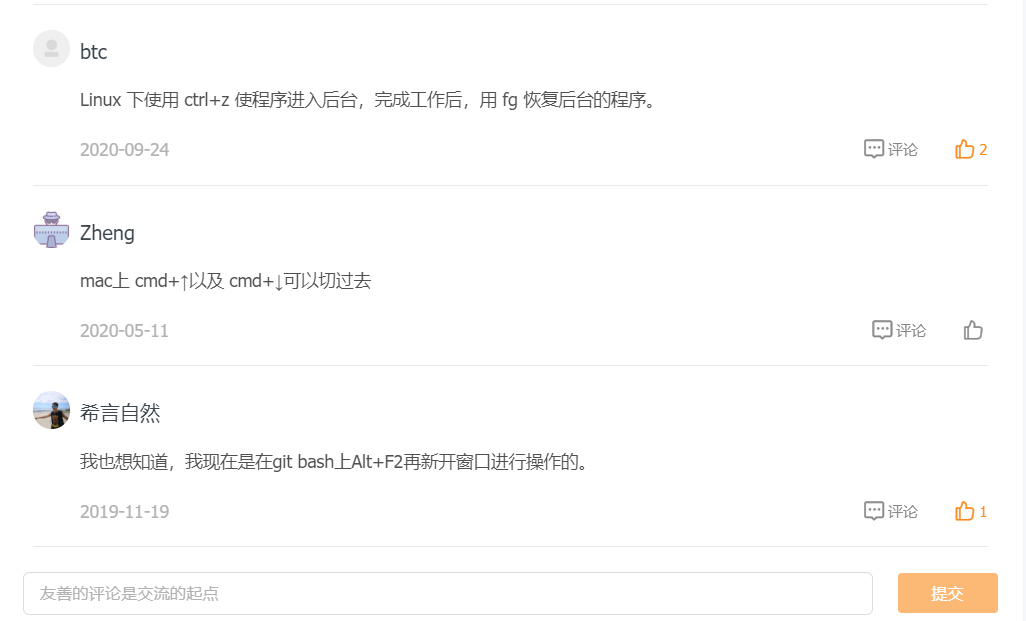 btc
Linux 下使用 ctrl+z 使程序进入后台，完成工作后，用 fg 恢复后台的程序。
2020-09-24 评论 2
Zheng
mac上 cmd+↑以及 cmd+↓可以切过去
2020-05-11 评论
希言自然
我也想知道，我现在是在git bash上Alt+F2再新开窗口进行操作的。
2019-11-19 评论 1
友善的评论是交流的起点 提交